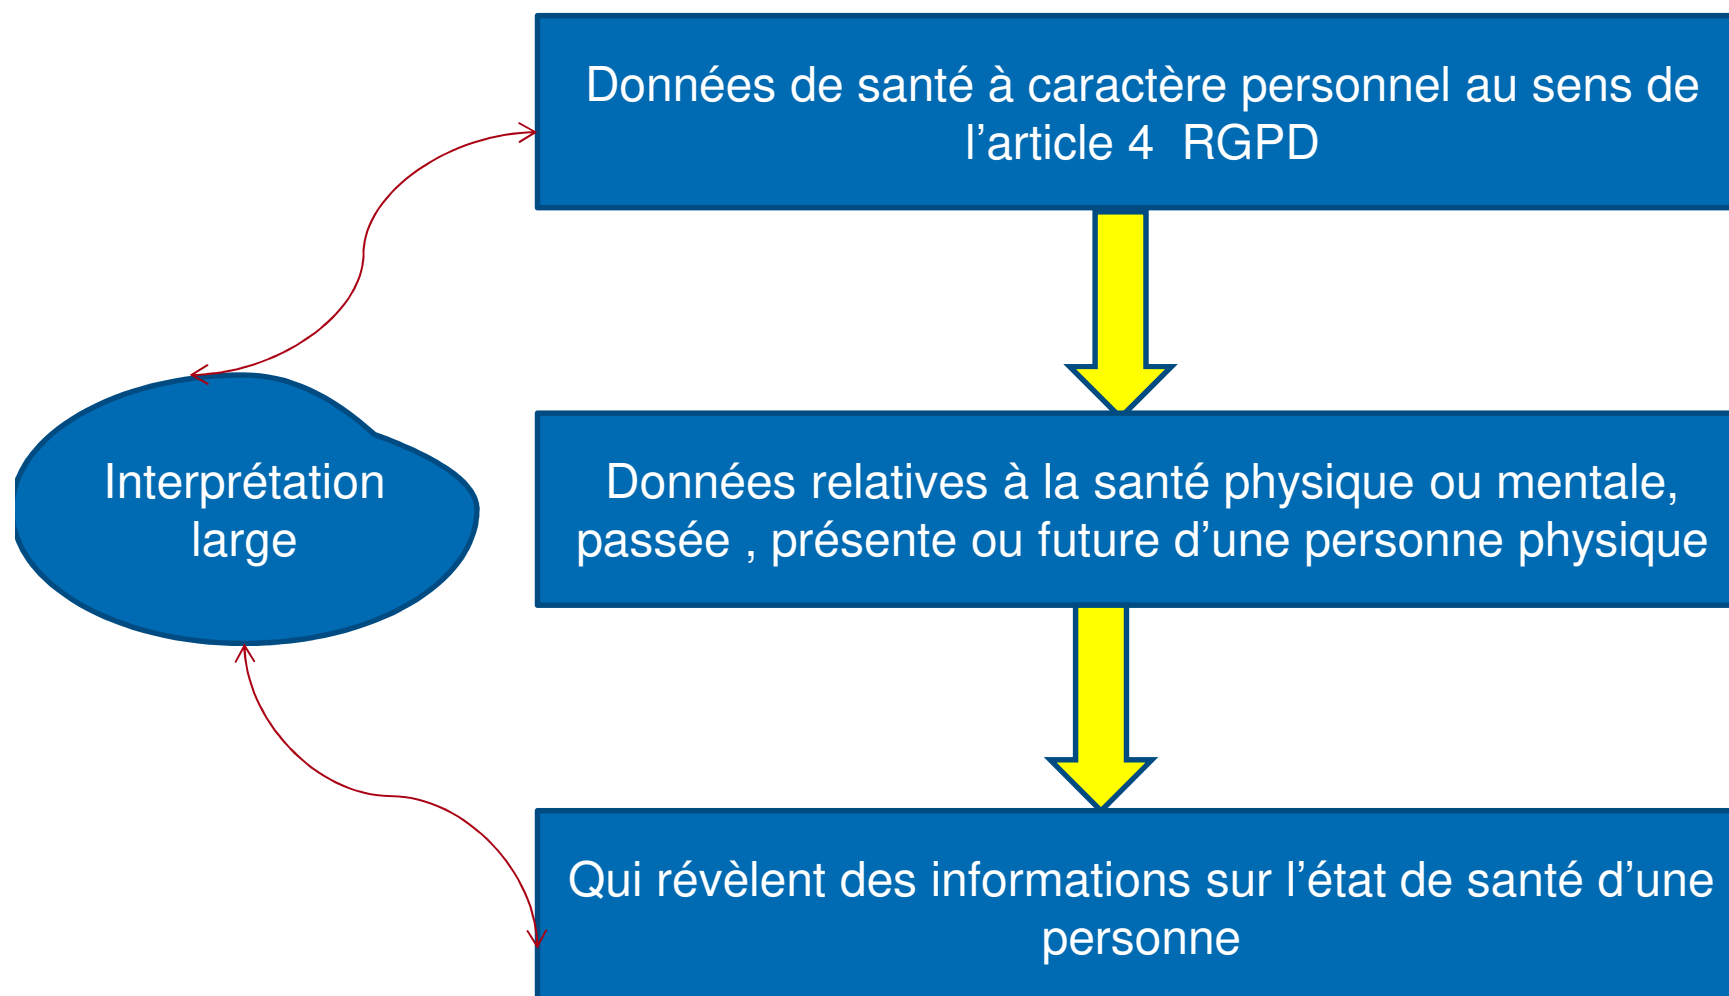 Données de santé à caractère personnel au sens de
l’article 4  RGPD
Interprétation
large
Données relatives à la santé physique ou mentale,
passée , présente ou future d’une personne physique
Qui révèlent des informations sur l’état de santé d’une
personne